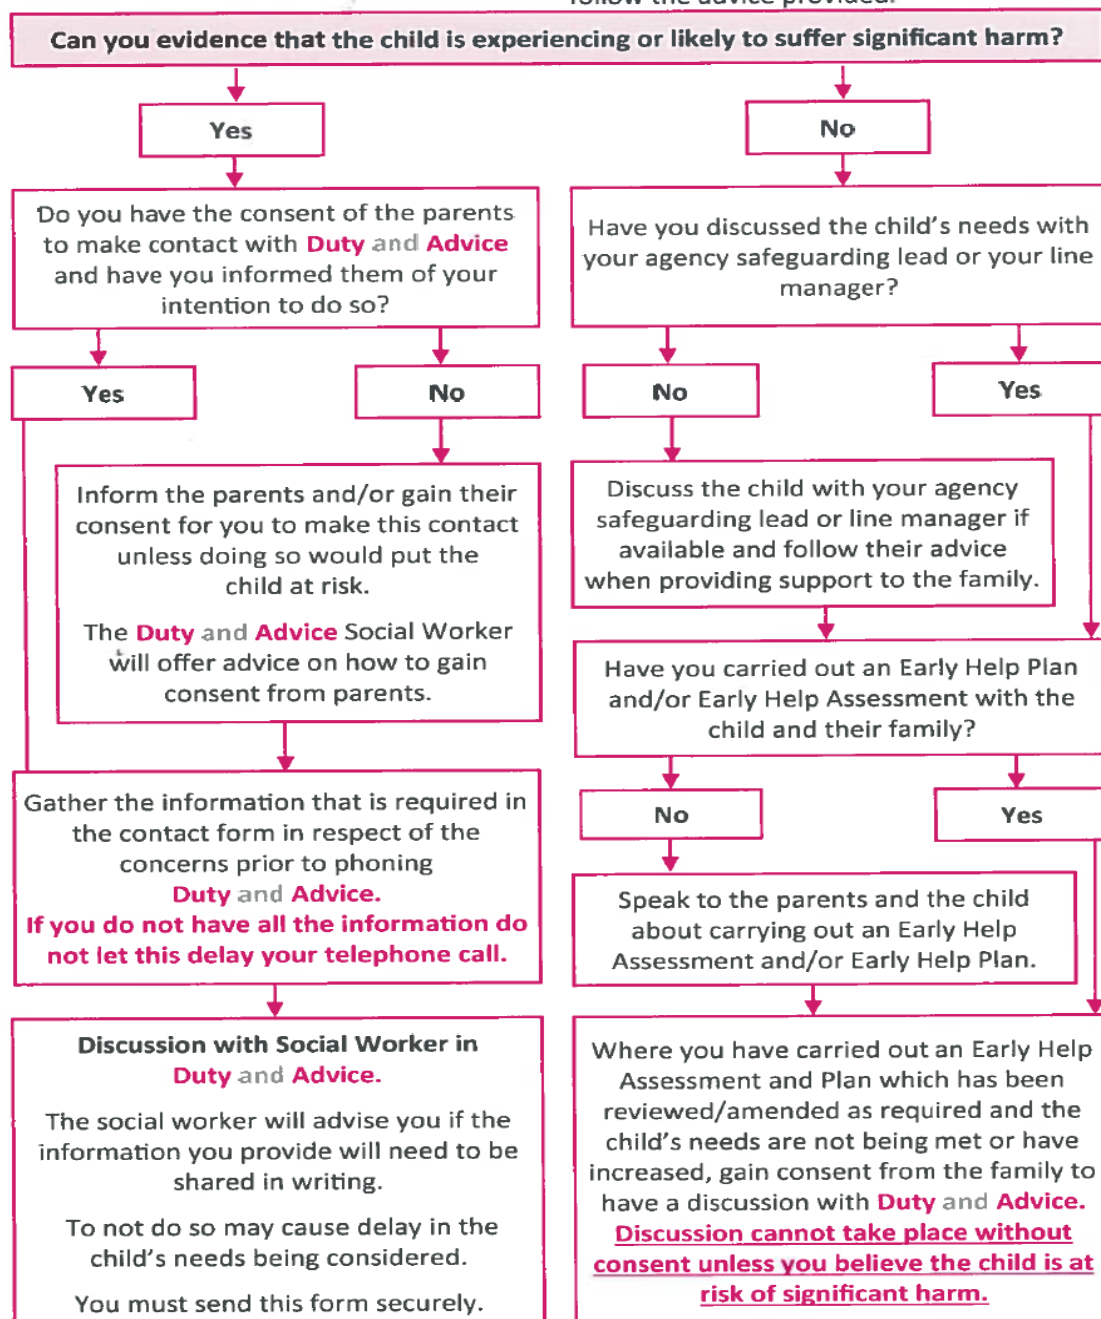 follow the advice provided.
Can you evidence that the child is experiencing or likely to suffer significant harm?
Yes
No
Do you have the consent of the parents
to make contact with Duty and Advice
and have you informed them of your
intention to do so?
Have you discussed the child's needs with
your agency safeguarding lead or your line
manager?
Yes
No
No
Yes
Inform the parents and/or gain their
consent for you to make this contact
unless doing so would put the
child at risk.
The Duty and Advice Social Worker
will offer advice on how to gain
consent from parents.
Discuss the child with your agency
safeguarding lead or line manager if
available and follow their advice
when providing support to the family.
Have you carried out an Early Help Plan
and/or Early Help Assessment with the
child and their family?
No
Yes
Gather the information that is required in
the contact form in respect of the
concerns prior to phoning
Duty and Advice.
If you do not have all the information do
not let this delay your telephone call.
Speak to the parents and the child
about carrying out an Early Help
Assessment and/or Early Help Plan.
Discussion with Social Worker in
Duty and Advice.
The social worker will advise you if the
information you provide will need to be
shared in writing.
To not do so may cause delay in the
child's needs being considered.
You must send this form securely.
Where you have carried out an Early Help
Assessment and Plan which has been
reviewed/amended as required and the
child's needs are not being met or have
increased, gain consent from the family to
have a discussion with Duty and Advice.
Discussion cannot take place without
consent unless you believe the child is at
risk of significant harm.